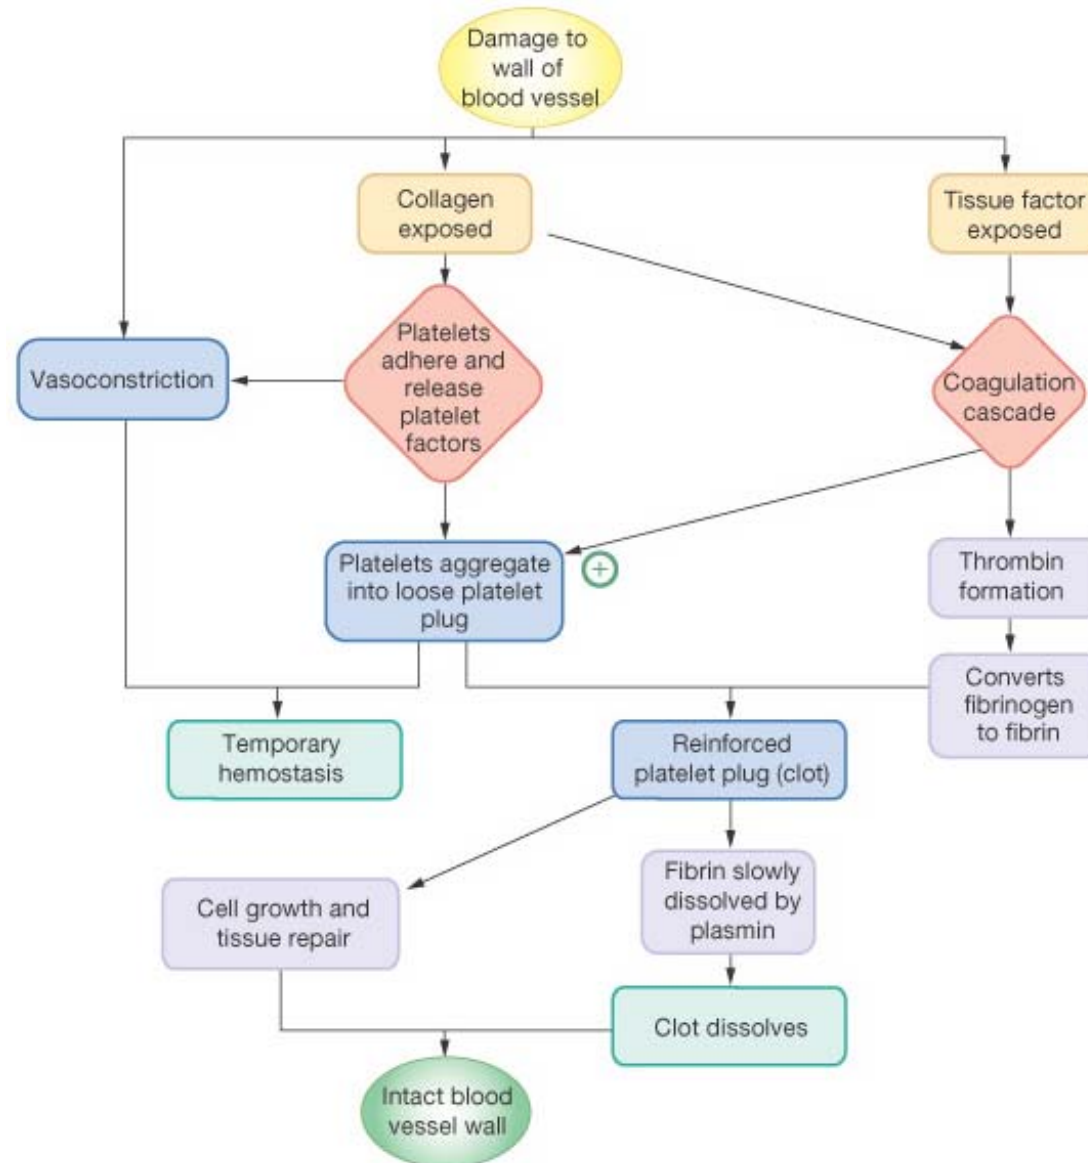 Damage to
wall of
blood vessel
Collagen
exposed
Tissue factor
exposed
Vasoconstriction
Platelets
adhere and
release
platelet
factors
Coagulation
cascade
Platelets aggregate
into loose platelet
plug
+
Thrombin
formation
Converts
fibrinogen
to fibrin
Temporary
hemostasis
Reinforced
platelet plug (clot)
Cell growth and
tissue repair
Fibrin slowly
dissolved by
plasmin
Clot dissolves
Intact blood
vessel wall